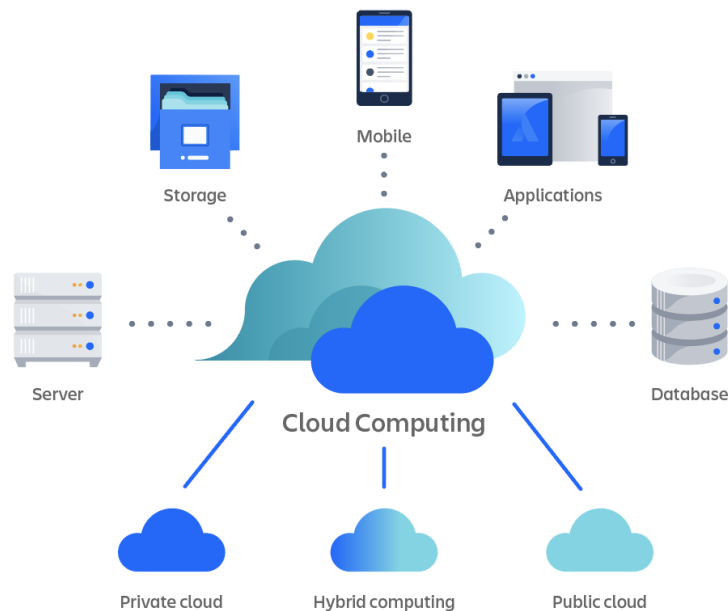 Mobile
Storage
Applications
Server
Database
Cloud Computing
Private cloud
Hybrid computing
Public cloud